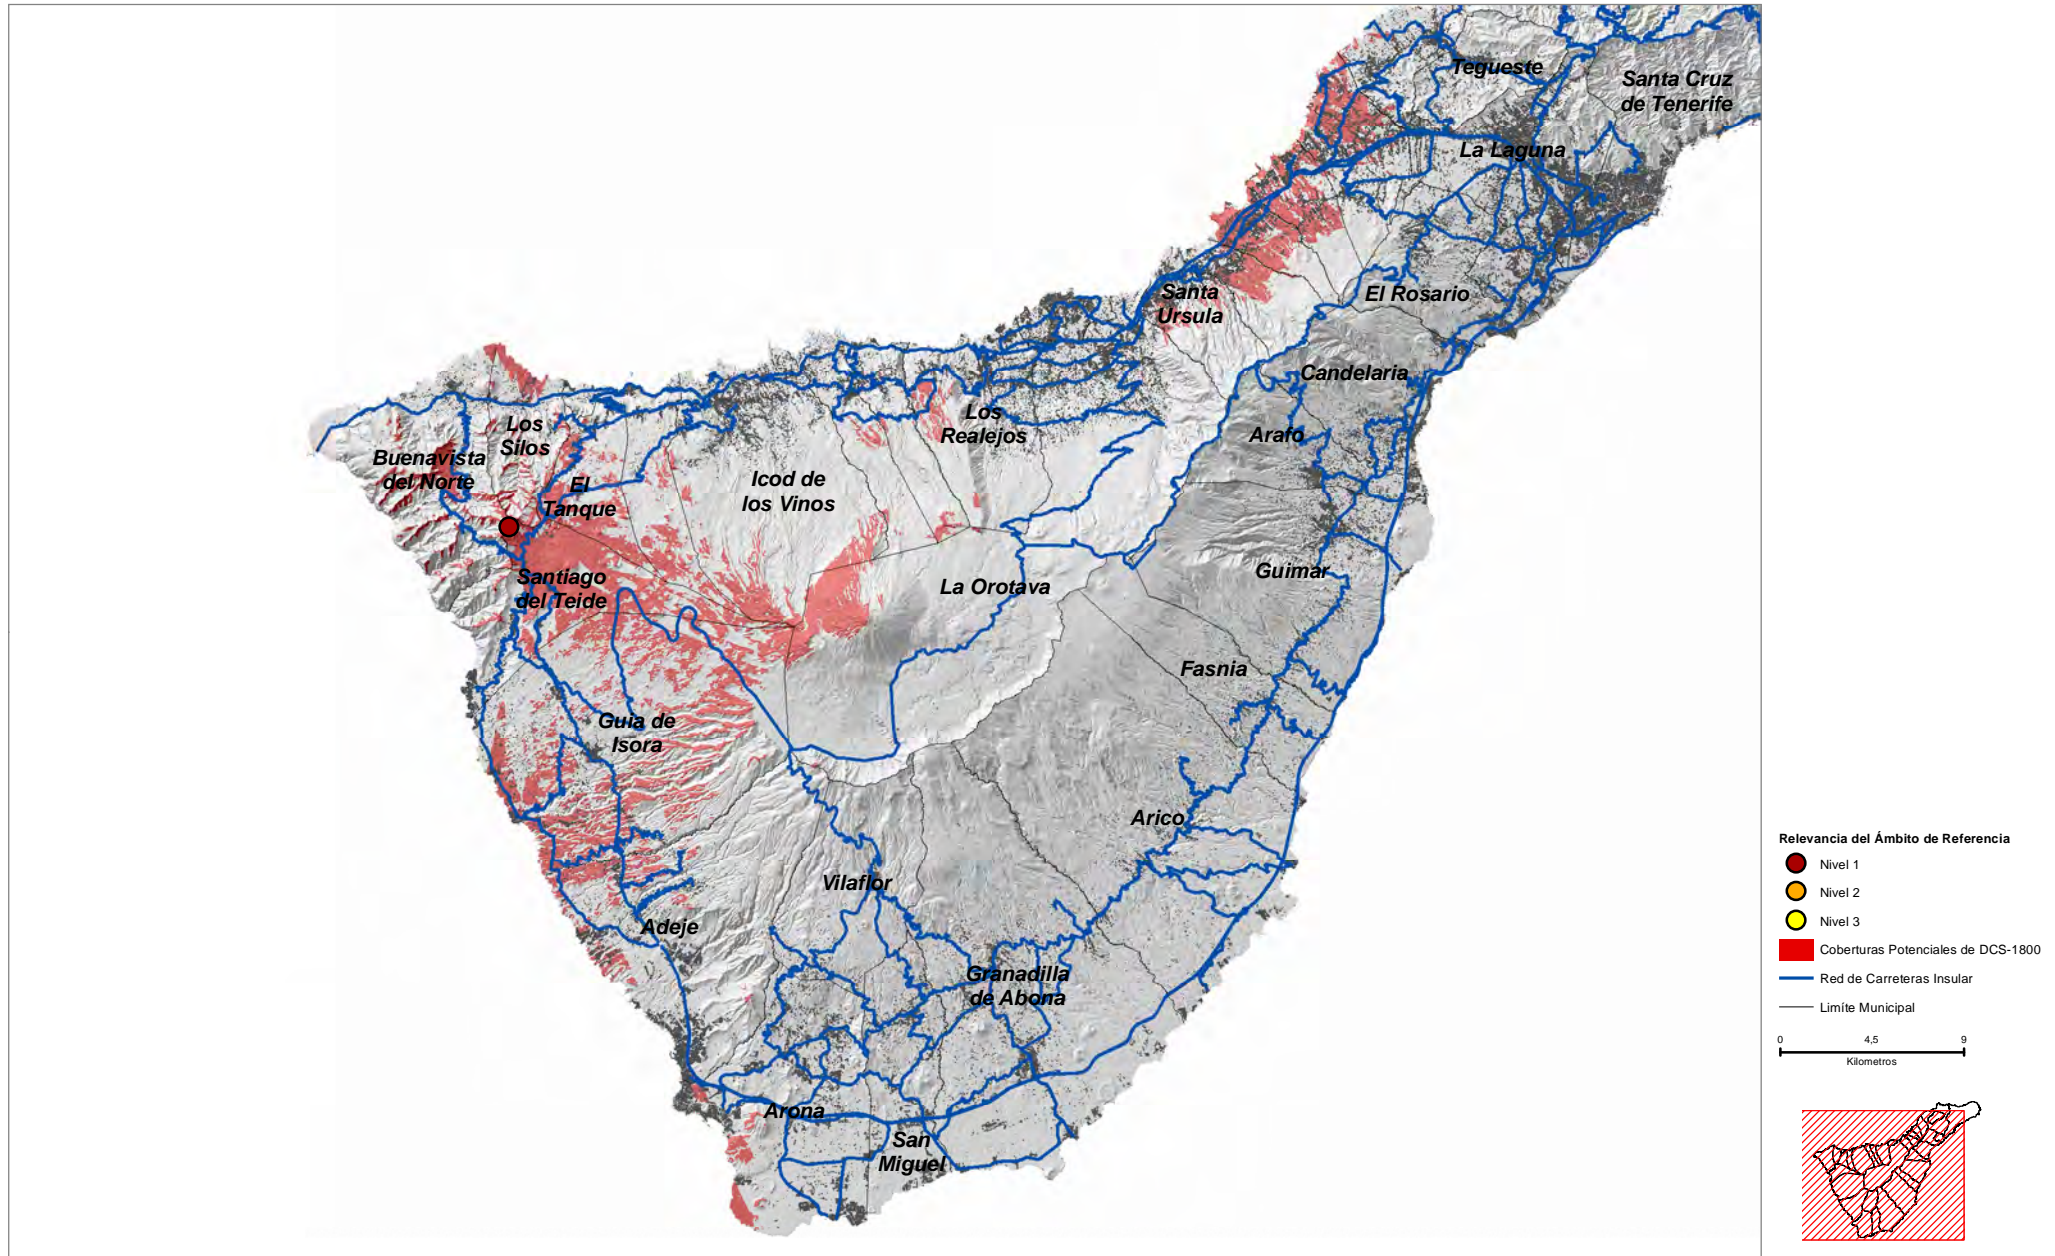 Tegueste
Santa Cruz
de Tenerife
La Laguna
Santa
Ursula
El Rosario
Candelaria
Los
Silos
Los
Realejos
Arafo
Buenavista
del Norte
El
Tanque
Icod de
los Vinos
Santiago
del Teide
La Orotava
Guimar
Fasnia
Guia de
Isora
Arico
Vilaflor
Adeje
Granadilla
de Abona
Arona
San
Miguel
Relevancia del Ámbito de Referencia
Nivel 1
Nivel 2
Nivel 3
Coberturas Potenciales de DCS-1800
Red de Carreteras Insular
Limíte Municipal
0 4,5 9
Kilometros